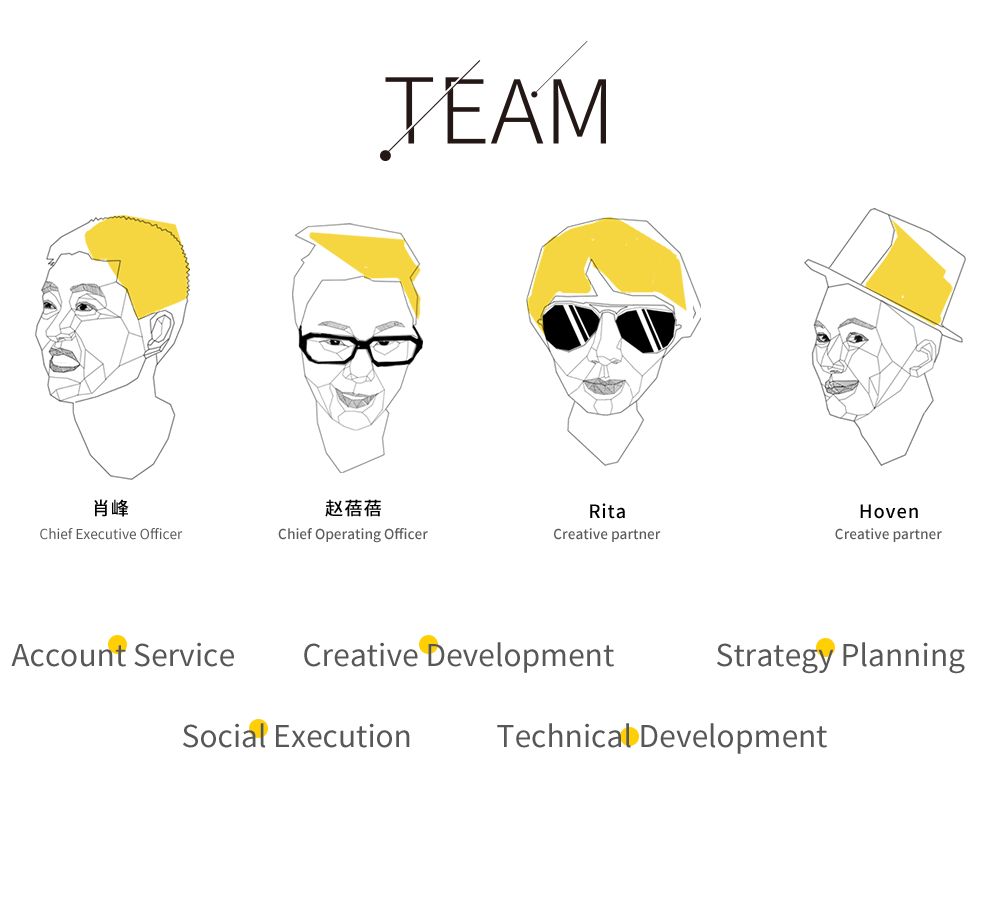 TEAM
肖峰
Chief Executive Officer
赵蓓蓓
Chief Operating Officer
Rita
Creative partner
Hoven
Creative partner
Account Service
Creative Development
Strategy Planning
Social Execution
Technical Development